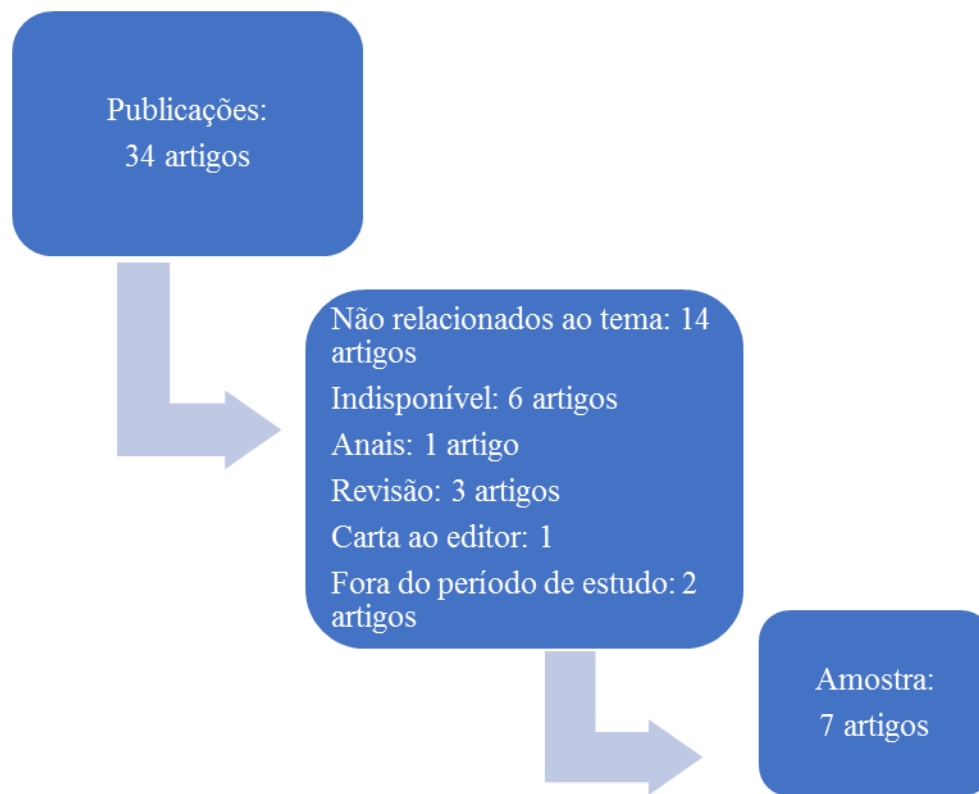 Publicações:
34 artigos
Não relacionados ao tema: 14
artigos
Indisponível: 6 artigos
Anais: 1 artigo
Revisão: 3 artigos
Carta ao editor: 1
Fora do período de estudo: 2
artigos
Amostra:
7 artigos